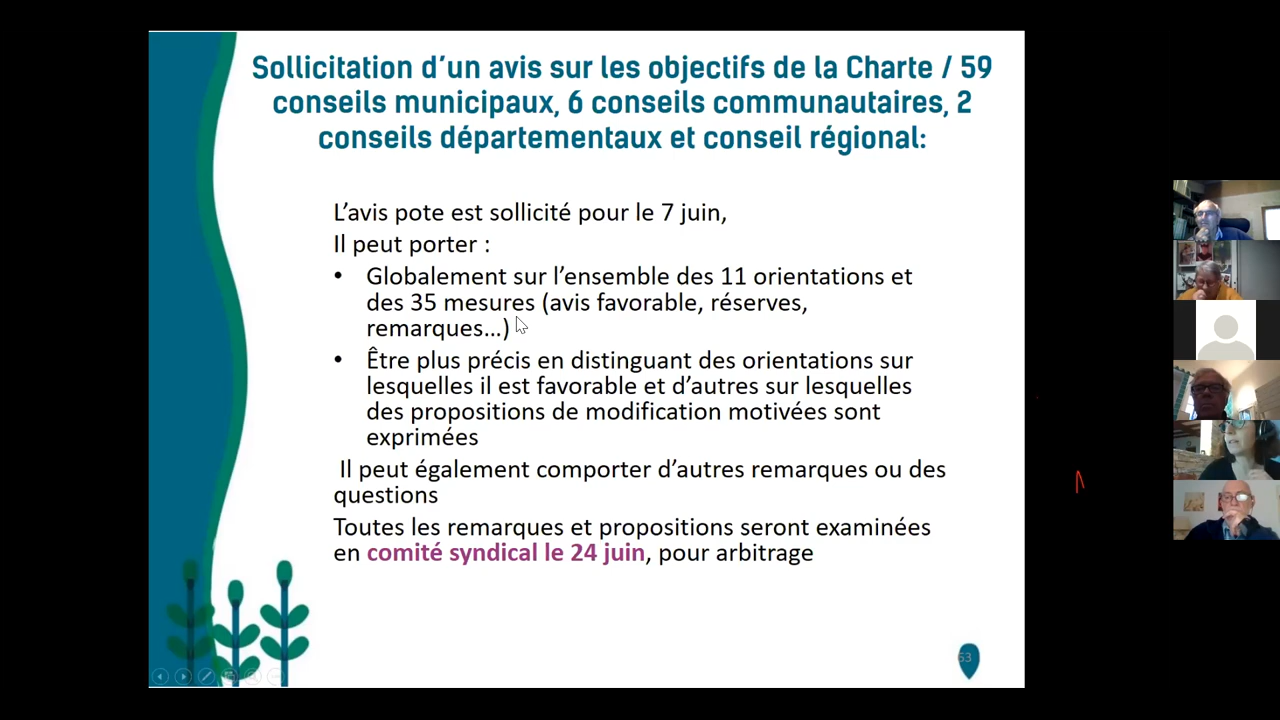 Sollicitation d'un avis sur les objectifs de la Charte / 59
conseils municipaux, 6 conseils communautaires, 2
conseils départementaux et conseil régional:
L'avis pote est sollicité pour le 7 juin,
Il peut porter :
• Globalement sur l'ensemble des 11 orientations et
des 35 mesures (avis favorable, réserves,
remarques...)
• Être plus précis en distinguant des orientations sur
lesquelles il est favorable et d'autres sur lesquelles
des propositions de modification motivées sont
exprimées
Il peut également comporter d'autres remarques ou des
questions
Toutes les remarques et propositions seront examinées
en comité syndical le 24 juin, pour arbitrage
53